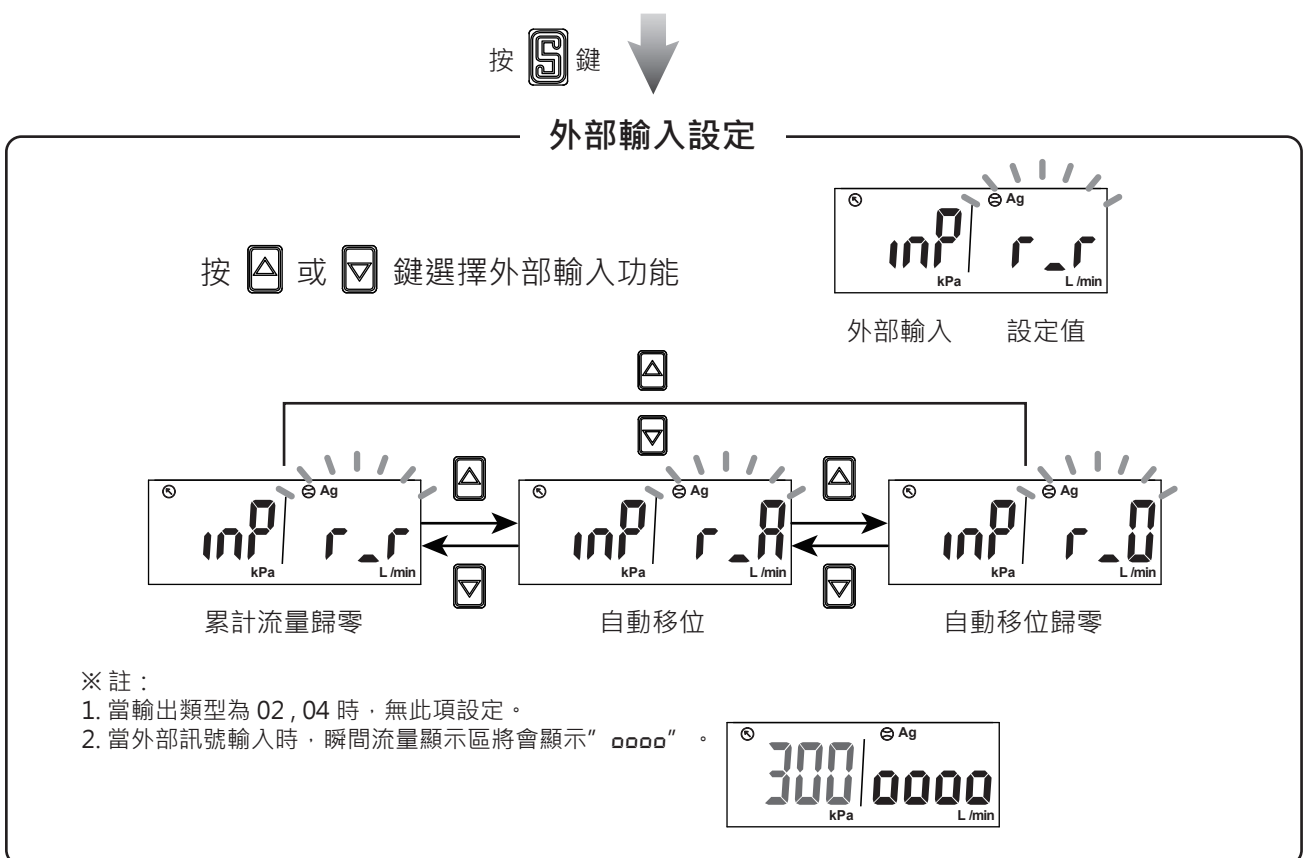 按 S 鍵
外部輸入設定
Ag
inP r_r
kPa L/min
按 或 鍵選擇外部輸入功能
外部輸入 設定值
Ag Ag Ag
inP r_r inP r_A inP r_0
kPa L/min kPa L/min kPa L/min
累計流量歸零 自動移位 自動移位歸零
※註：
1. 當輸出類型為 02 , 04 時，無此項設定。
2. 當外部訊號輸入時，瞬間流量顯示區將會顯示” oooo” 。
Ag
300 oooo
kPa L/min